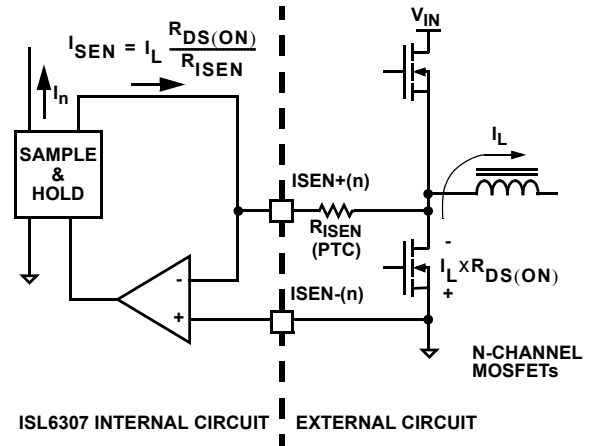 I_SEN = I_L R_DS(ON) / R_ISEN
V_IN
I_n
I_L
SAMPLE
&
HOLD
ISEN+(n)
R_ISEN
(PTC)
-
I_L x R_DS(ON)
+
-
+
ISEN-(n)
N-CHANNEL
MOSFETs
ISL6307 INTERNAL CIRCUIT
EXTERNAL CIRCUIT